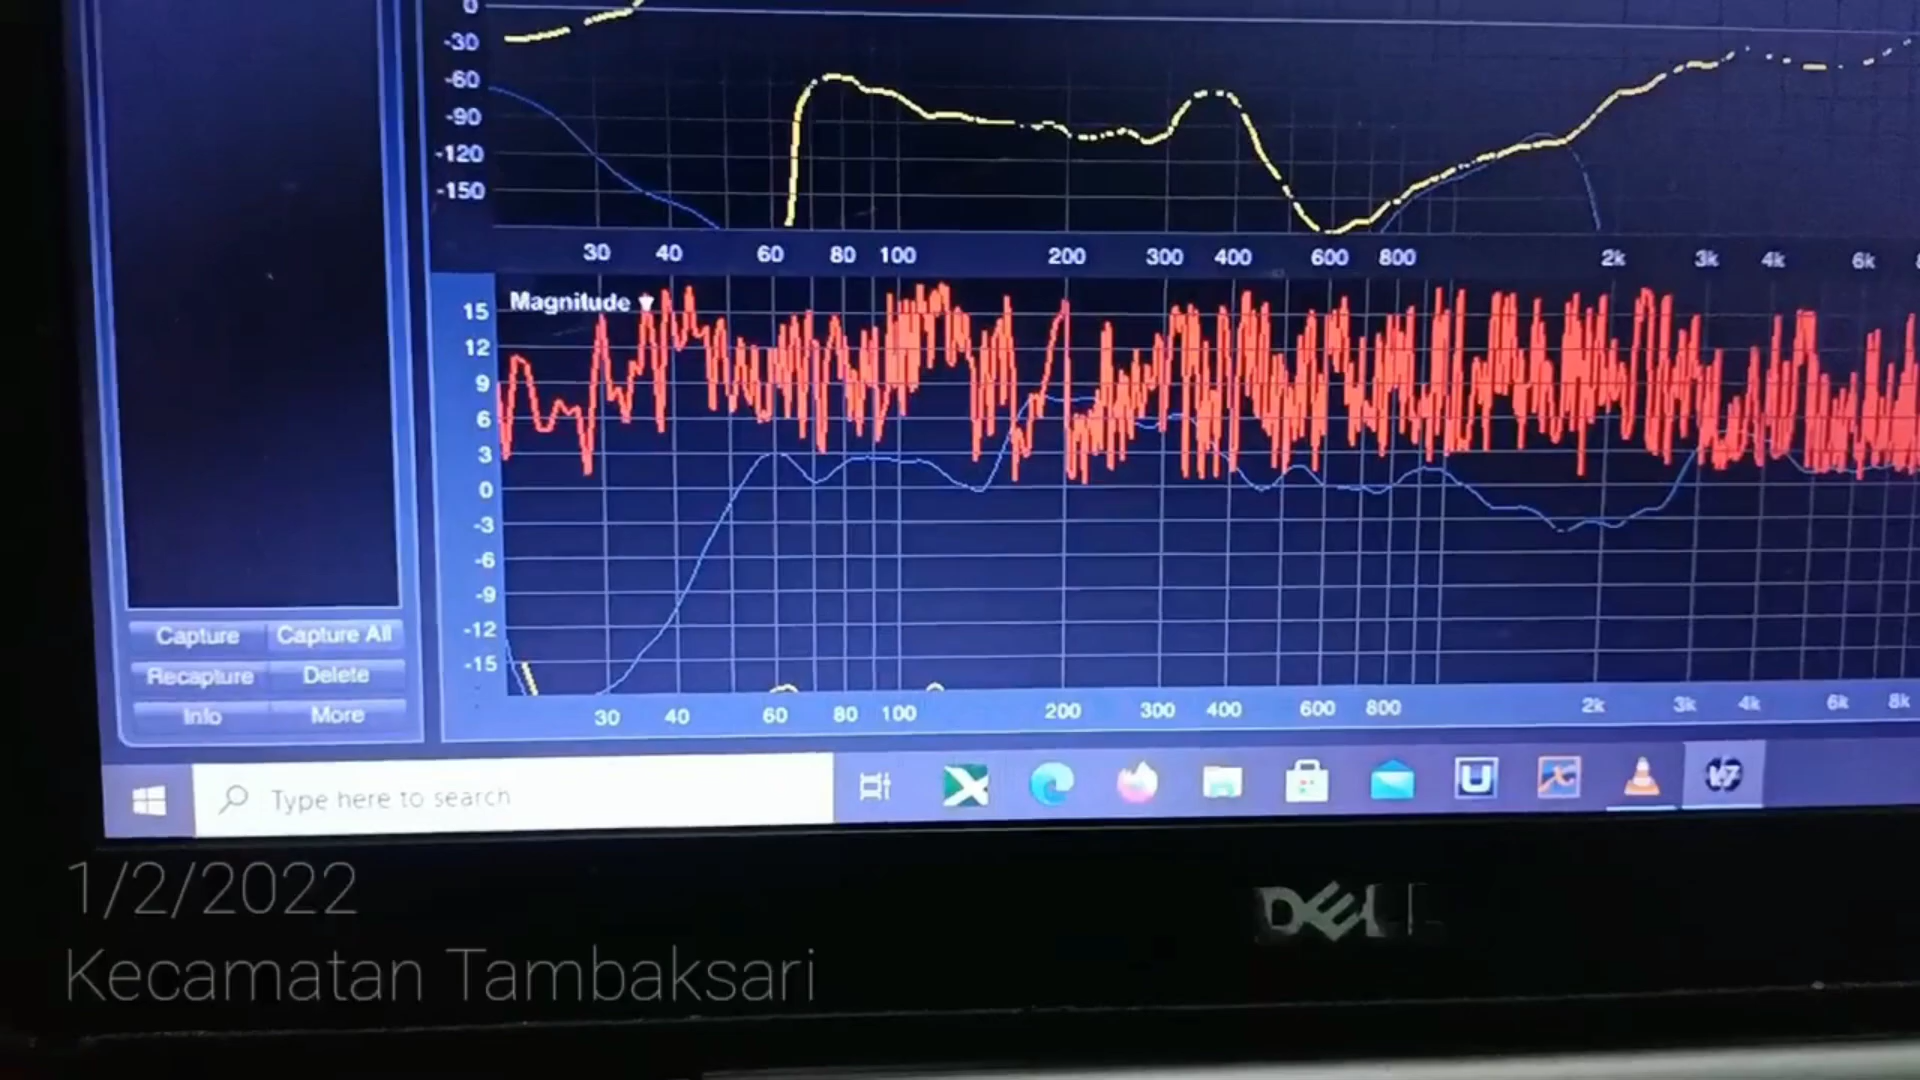 0
-30
-60
-90
-120
-150
30 40 60 80 100 200 300 400 600 800 2k 3k 4k 6k
Magnitude
15
12
9
6
3
0
-3
-6
-9
-12
-15
30 40 60 80 100 200 300 400 600 800 2k 3k 4k 6k 8k
Capture Capture All
Recapture Delete
Info More
Type here to search
1/2/2022
Kecamatan Tambaksari
DELL